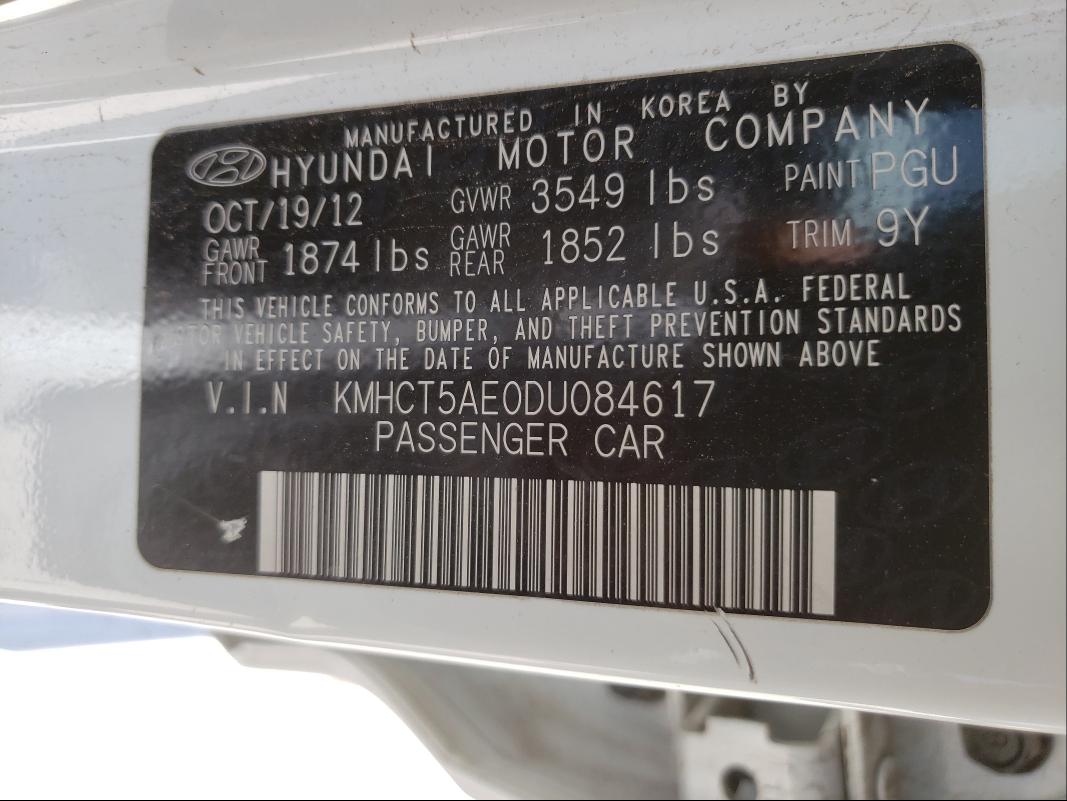 MANUFACTURED IN KOREA BY
HYUNDAI MOTOR COMPANY
OCT/19/12 GVWR 3549 lbs PAINT PGU
GAWR FRONT 1874 lbs GAWR REAR 1852 lbs TRIM 9Y
THIS VEHICLE CONFORMS TO ALL APPLICABLE U.S.A. FEDERAL
MOTOR VEHICLE SAFETY, BUMPER, AND THEFT PREVENTION STANDARDS
IN EFFECT ON THE DATE OF MANUFACTURE SHOWN ABOVE
V.I.N KMHCT5AE0DU084617
PASSENGER CAR